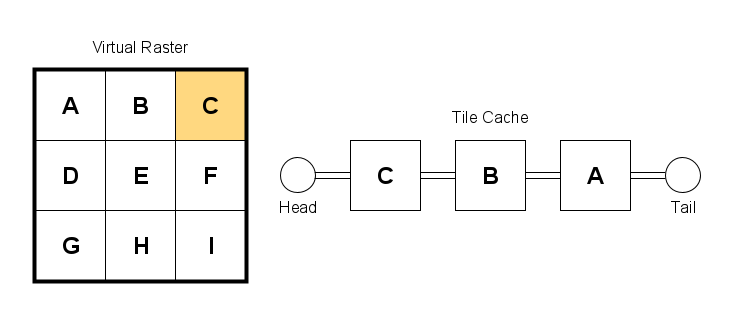 Virtual Raster
A B C
D E F
G H I
Tile Cache
C B A
Head Tail